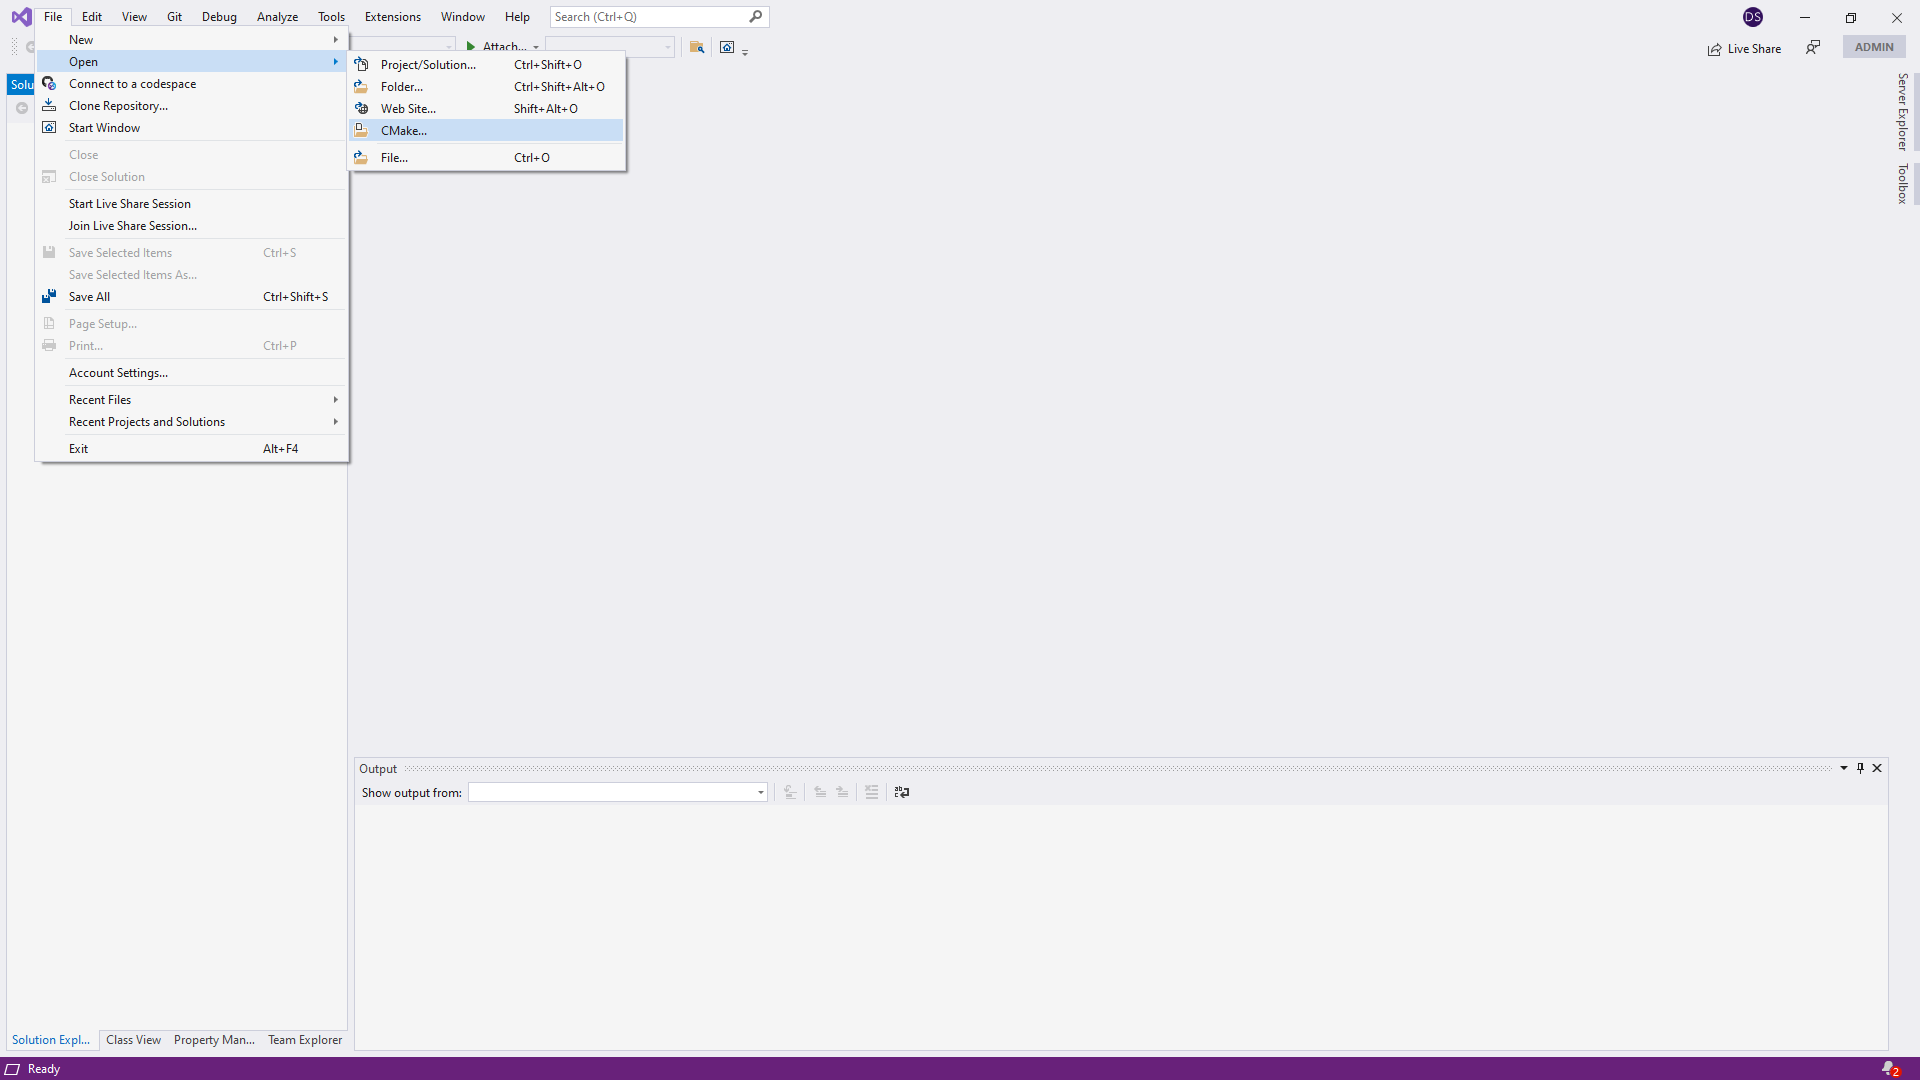 File Edit View Git Debug Analyze Tools Extensions Window Help Search (Ctrl+Q) DS
Attach...
Live Share ADMIN
New
Open
Connect to a codespace
Clone Repository...
Start Window
Close
Close Solution
Start Live Share Session
Join Live Share Session...
Save Selected Items Ctrl+S
Save Selected Items As...
Save All Ctrl+Shift+S
Page Setup...
Print... Ctrl+P
Account Settings...
Recent Files
Recent Projects and Solutions
Exit Alt+F4
Project/Solution... Ctrl+Shift+O
Folder... Ctrl+Shift+Alt+O
Web Site... Shift+Alt+O
CMake...
File... Ctrl+O
Solu
Server Explorer
Toolbox
Output
Show output from:
Solution Expl... Class View Property Man... Team Explorer
Ready 2